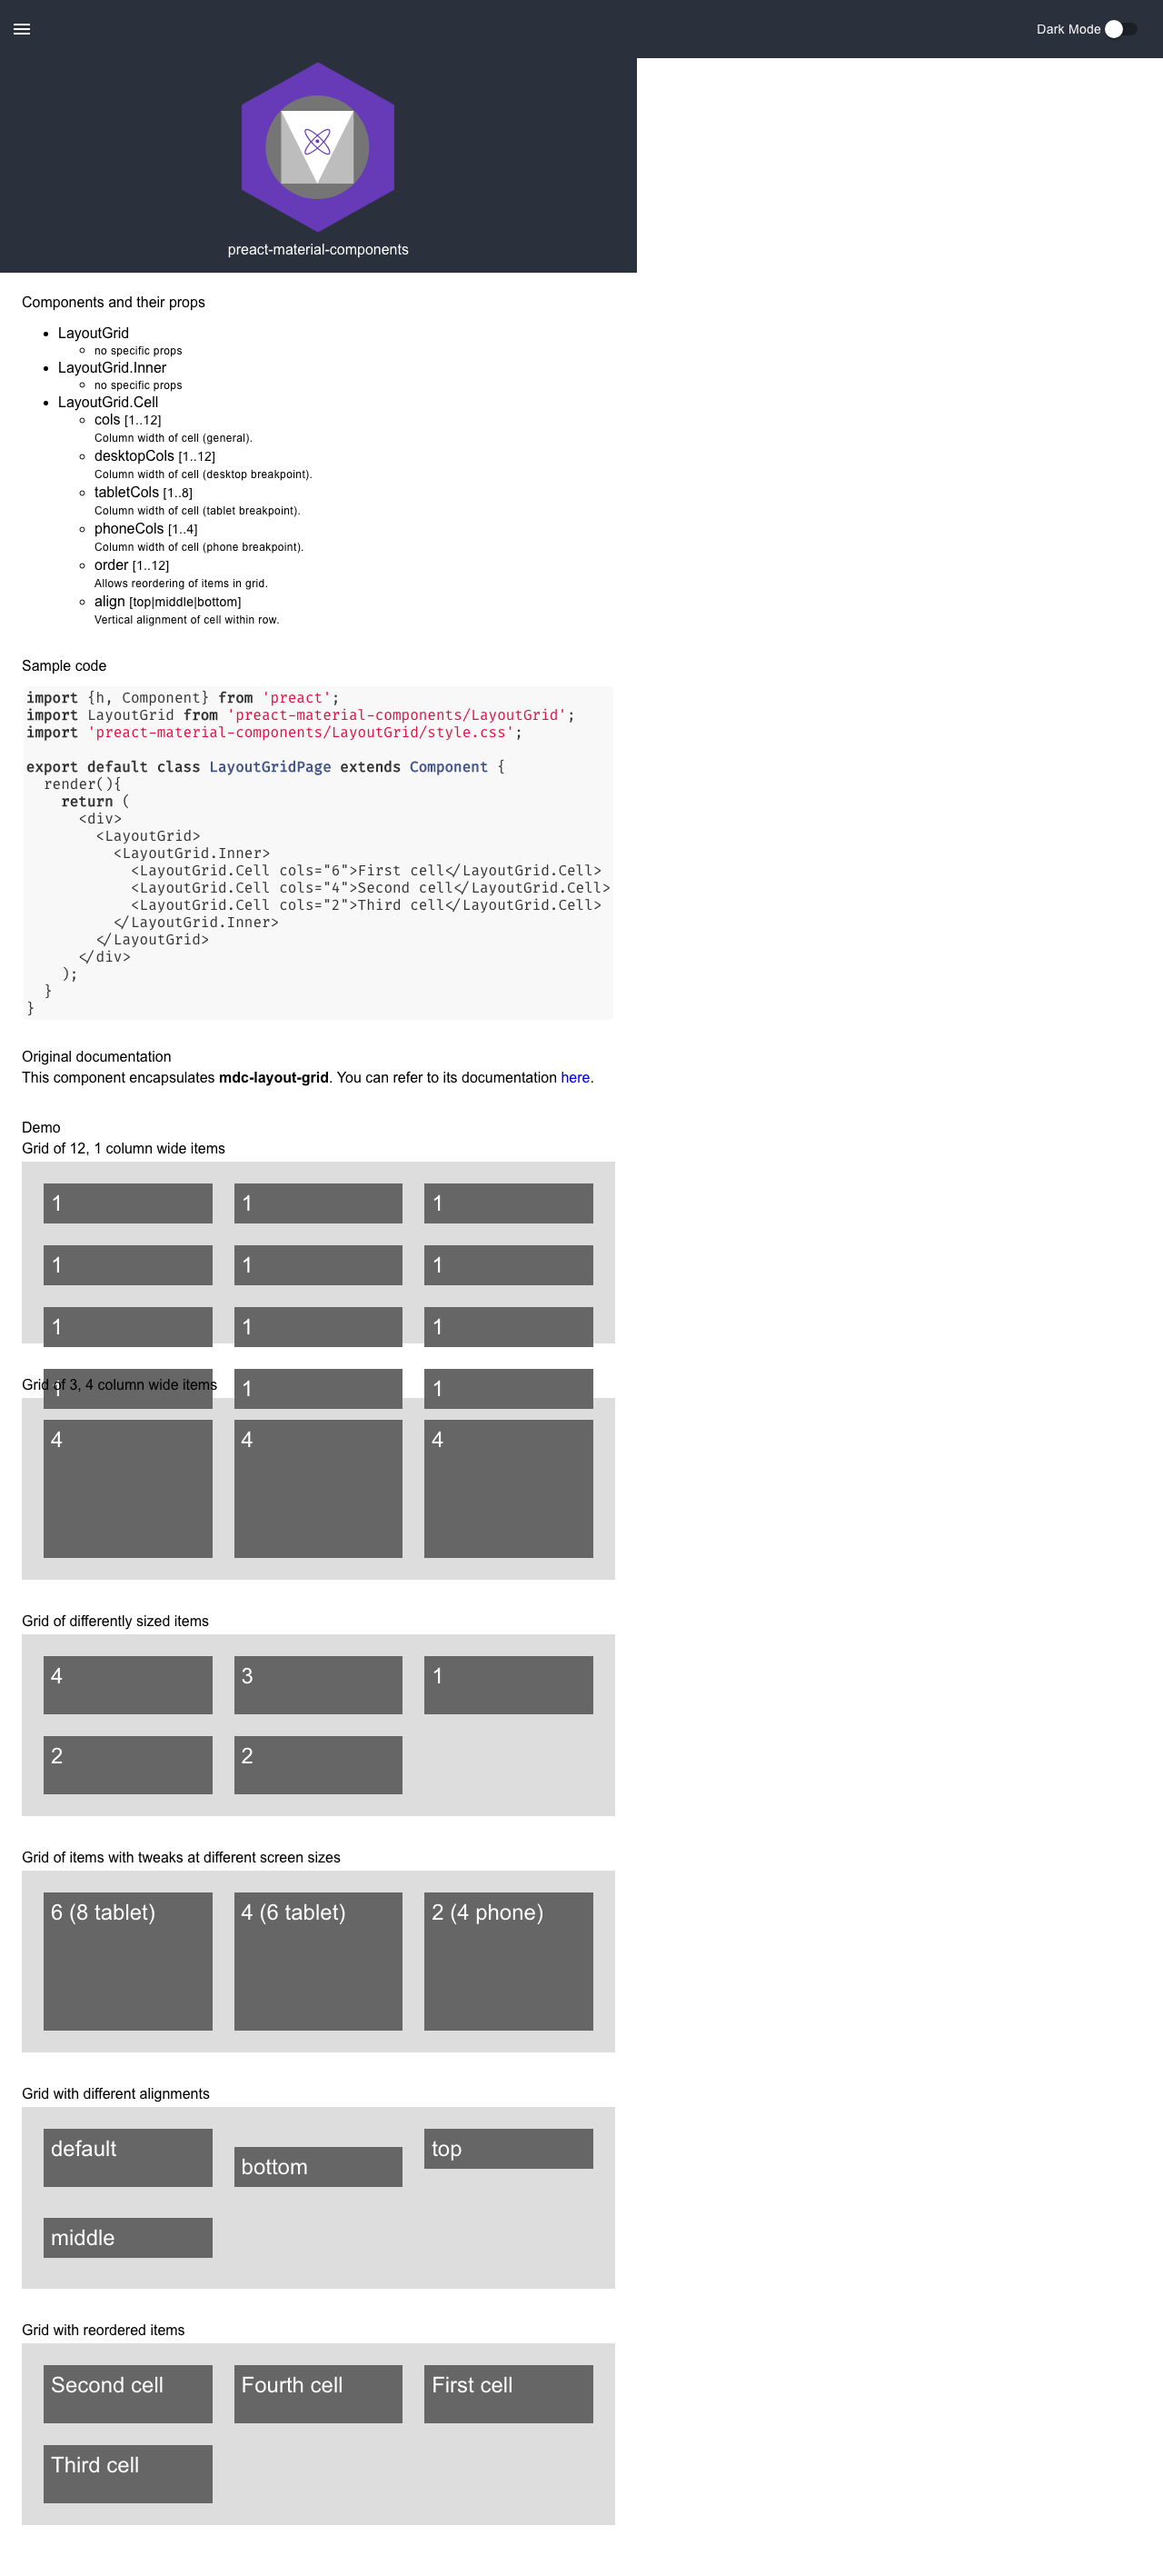 Dark Mode
preact-material-components
Components and their props
LayoutGrid
no specific props
LayoutGrid.Inner
no specific props
LayoutGrid.Cell
cols [1..12]
Column width of cell (general).
desktopCols [1..12]
Column width of cell (desktop breakpoint).
tabletCols [1..8]
Column width of cell (tablet breakpoint).
phoneCols [1..4]
Column width of cell (phone breakpoint).
order [1..12]
Allows reordering of items in grid.
align [top|middle|bottom]
Vertical alignment of cell within row.
Sample code
import {h, Component} from 'preact';
import LayoutGrid from 'preact-material-components/LayoutGrid';
import 'preact-material-components/LayoutGrid/style.css';
export default class LayoutGridPage extends Component {
render(){
return (
<div>
<LayoutGrid>
<LayoutGrid.Inner>
<LayoutGrid.Cell cols="6">First cell</LayoutGrid.Cell>
<LayoutGrid.Cell cols="4">Second cell</LayoutGrid.Cell>
<LayoutGrid.Cell cols="2">Third cell</LayoutGrid.Cell>
</LayoutGrid.Inner>
</LayoutGrid>
</div>
);
}
}
Original documentation
This component encapsulates mdc-layout-grid. You can refer to its documentation here.
Demo
Grid of 12, 1 column wide items
1 1 1
1 1 1
1 1 1
Grid of 3, 4 column wide items
1 1 1
4 4 4
Grid of differently sized items
4 3 1
2 2
Grid of items with tweaks at different screen sizes
6 (8 tablet) 4 (6 tablet) 2 (4 phone)
Grid with different alignments
default bottom top
middle
Grid with reordered items
Second cell Fourth cell First cell
Third cell